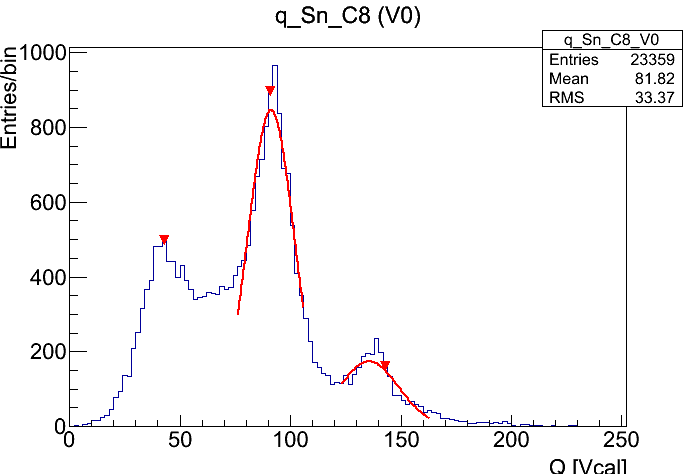 q_Sn_C8 (V0)
q_Sn_C8_V0
Entries 23359
Mean 81.82
RMS 33.37
Entries/bin
1000
800
600
400
200
0
0 50 100 150 200 250
Q [Vcal]